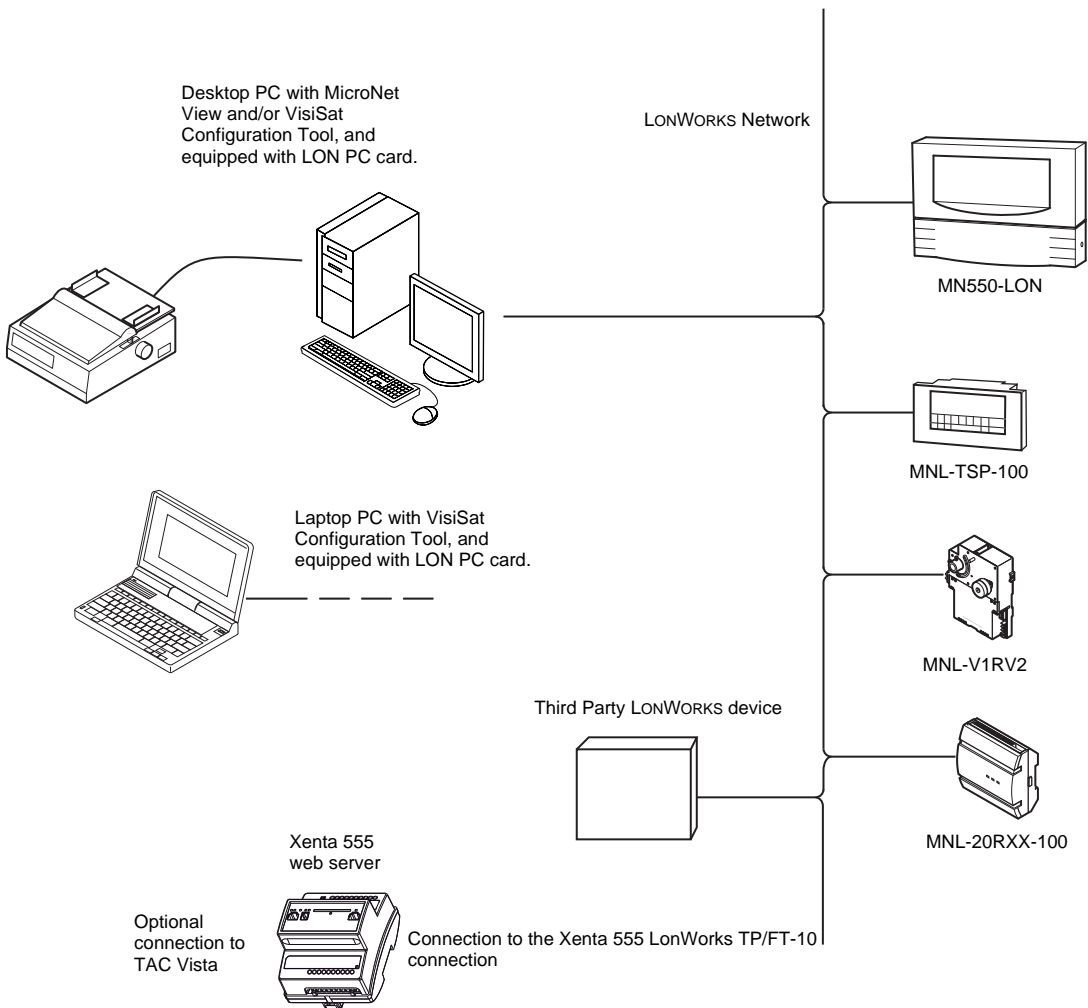 Desktop PC with MicroNet
View and/or VisiSat
Configuration Tool, and
equipped with LON PC card.
LONWORKS Network
MN550-LON
MNL-TSP-100
Laptop PC with VisiSat
Configuration Tool, and
equipped with LON PC card.
MNL-V1RV2
Third Party LONWORKS device
MNL-20RXX-100
Xenta 555
web server
Optional
connection to
TAC Vista
Connection to the Xenta 555 LonWorks TP/FT-10
connection